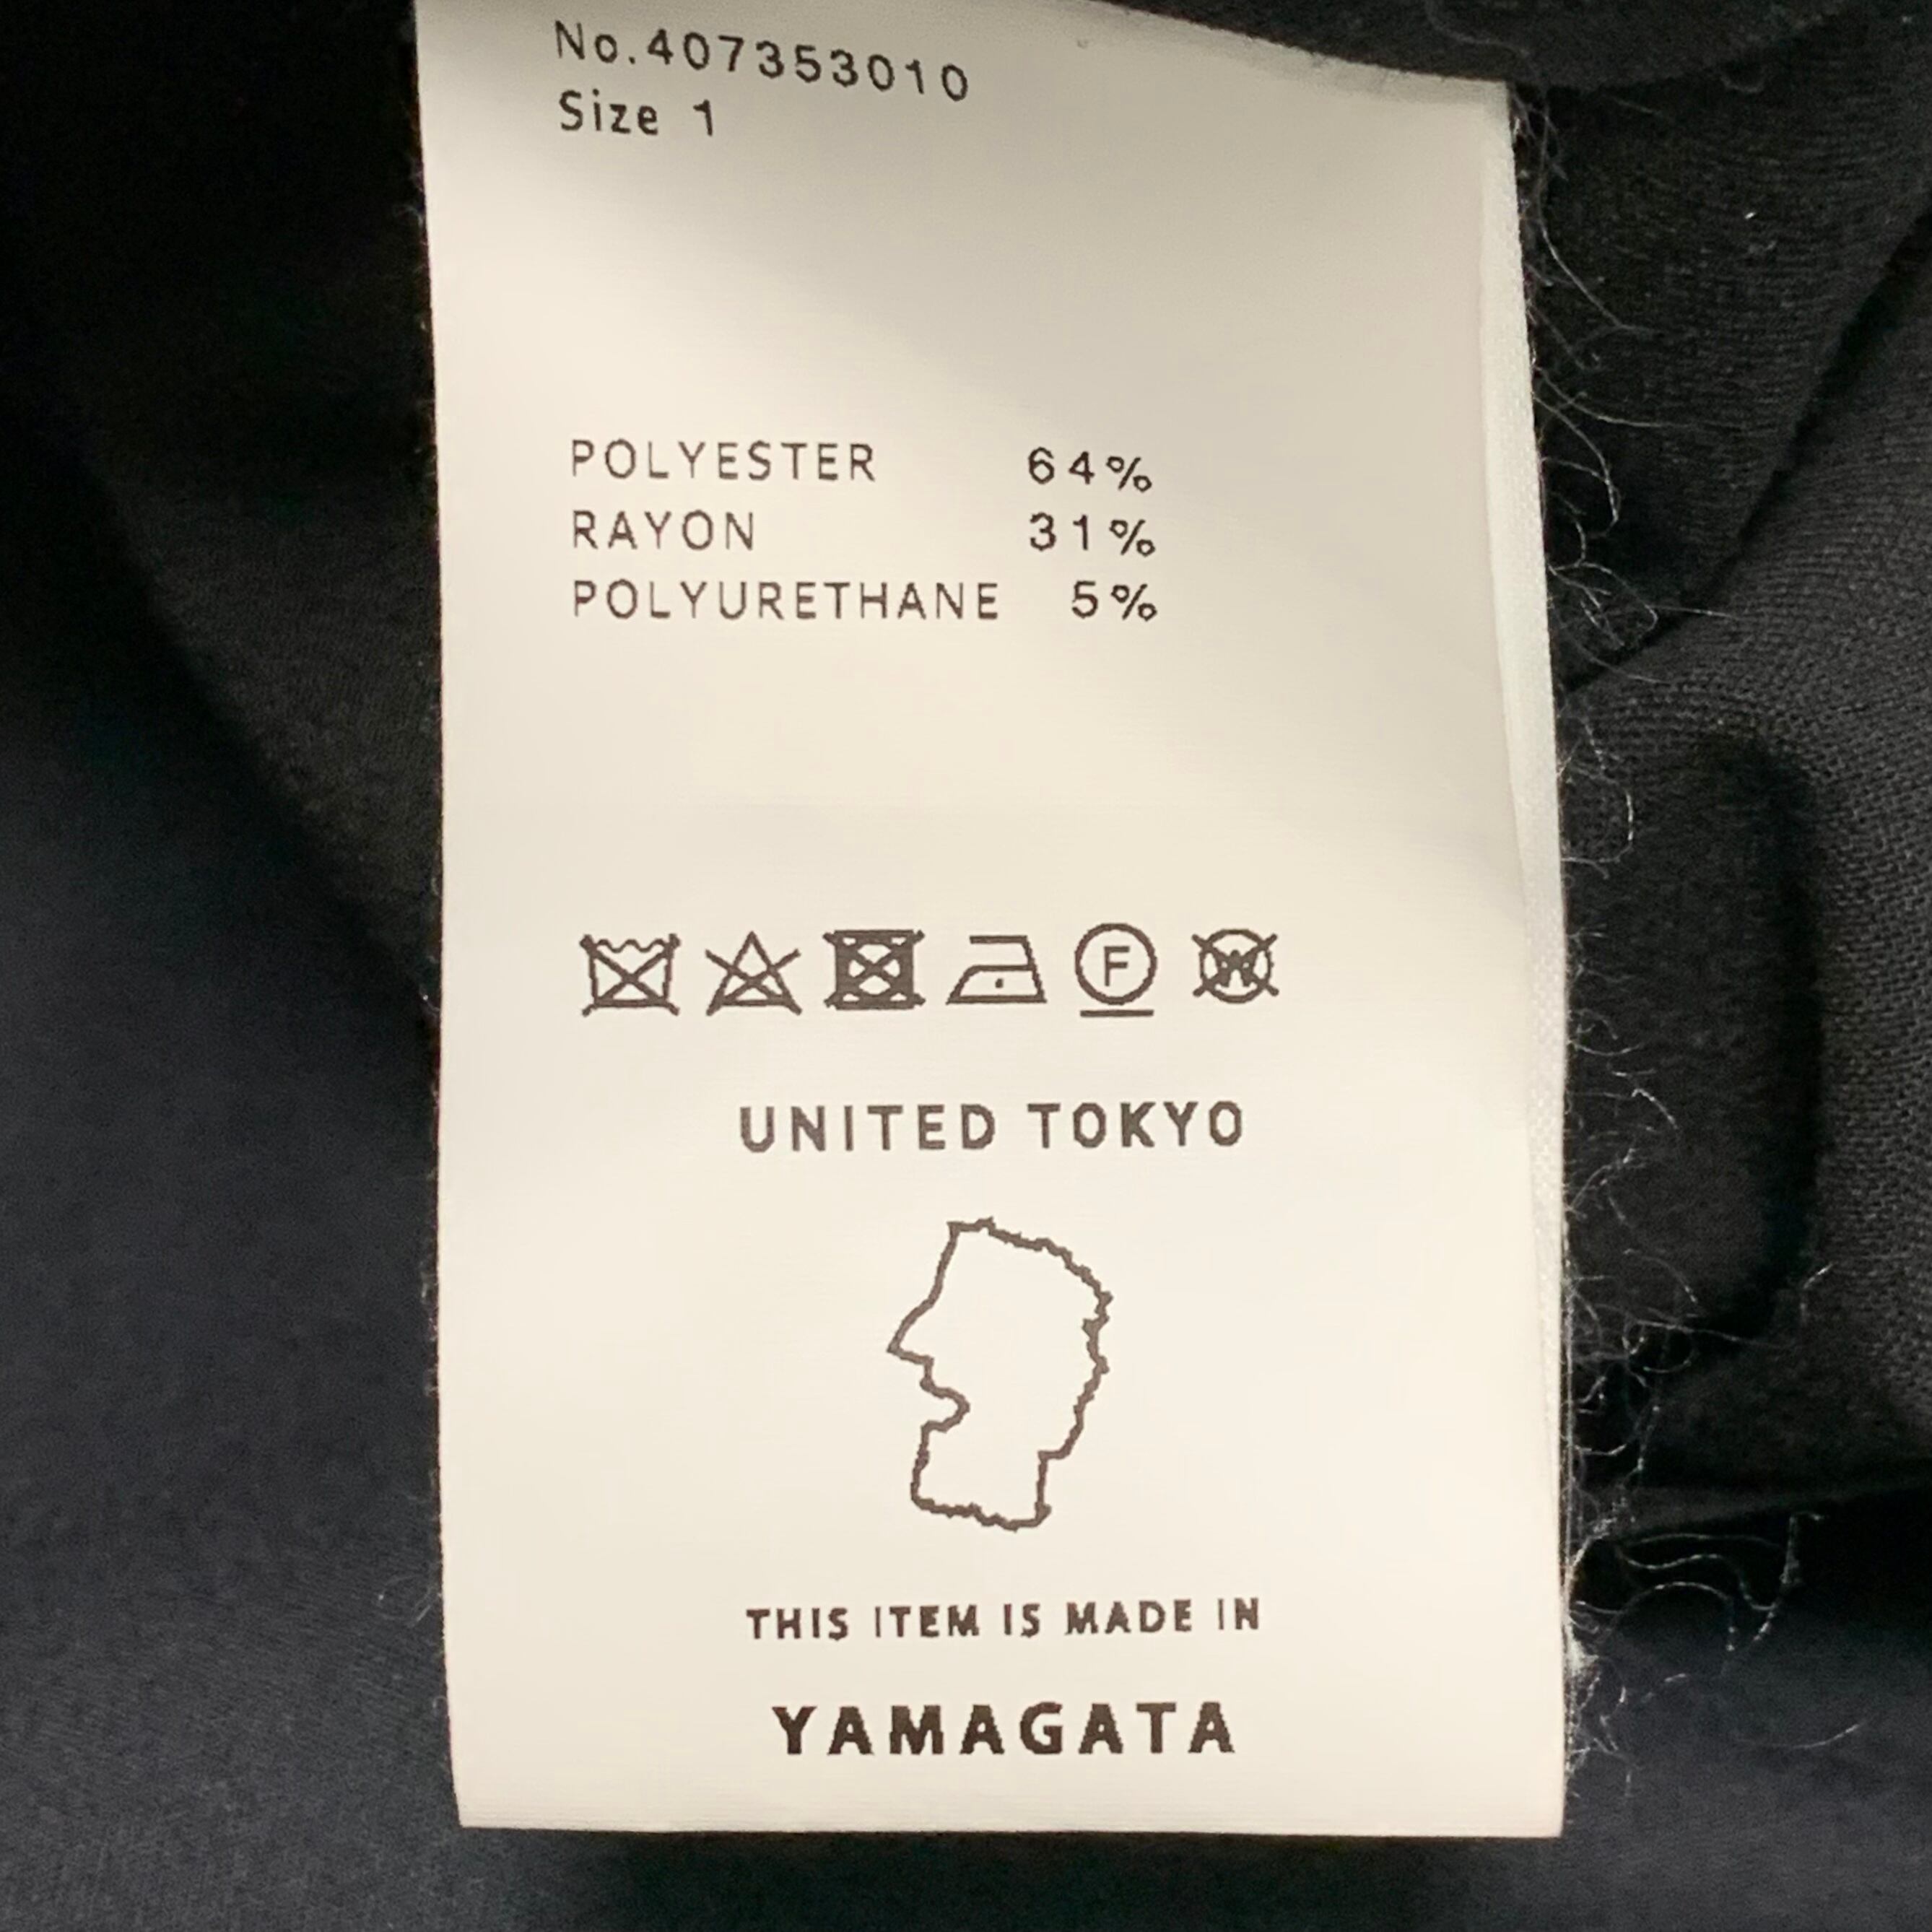 No.407353010
Size 1
POLYESTER 64%
RAYON 31%
POLYURETHANE 5%
F W
UNITED TOKYO
THIS ITEM IS MADE IN
YAMAGATA